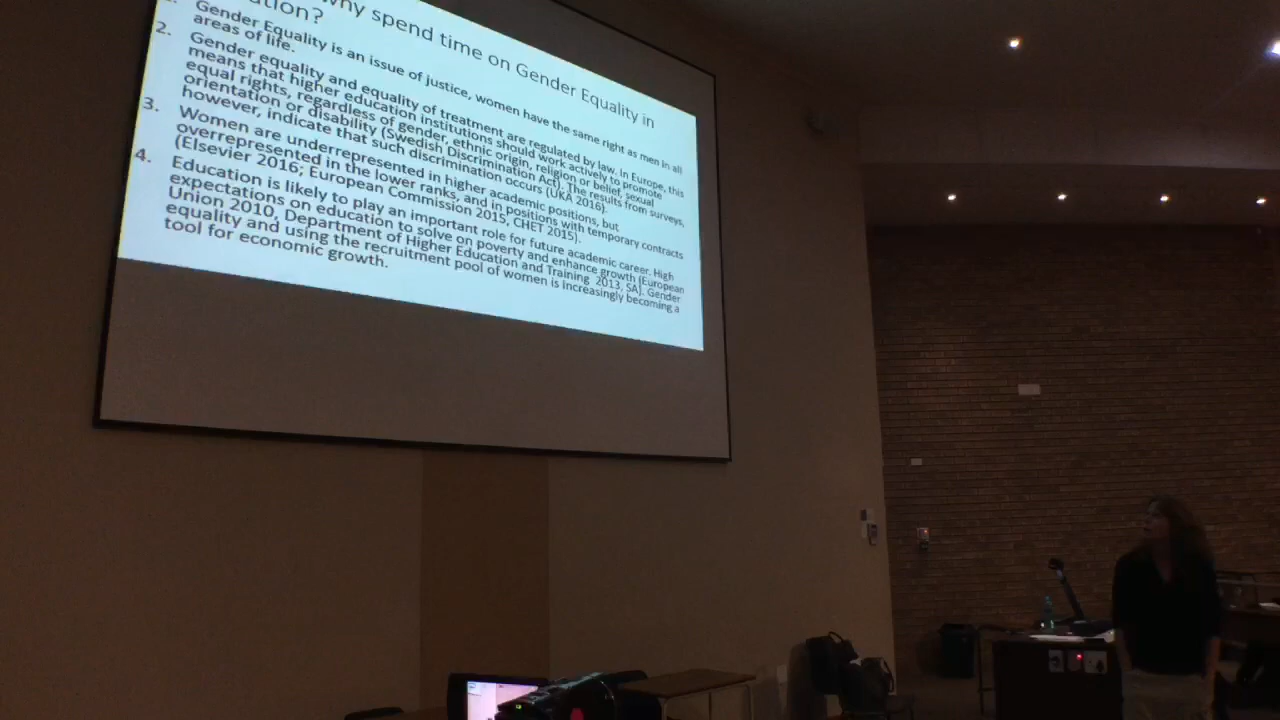 why spend time on Gender Equality in
ation?
1. Gender Equality is an issue of justice, women have the same right as men in all
areas of life.
2. Gender equality and equality of treatment are regulated by law. In Europe, this
means that higher education institutions should work actively to promote
equal rights, regardless of gender, ethnic origin, religion or belief, sexual
orientation or disability (Swedish Discrimination Act). The results from surveys,
however, indicate that such discrimination occurs (UKA 2016).
3. Women are underrepresented in higher academic positions, but
overrepresented in the lower ranks, and in positions with temporary contracts
(Elsevier 2016; European Commission 2015, CHET 2015).
4. Education is likely to play an important role for future academic career. High
expectations on education to solve on poverty and enhance growth (European
Union 2010, Department of Higher Education and Training 2013, SA). Gender
equality and using the recruitment pool of women is increasingly becoming a
tool for economic growth.